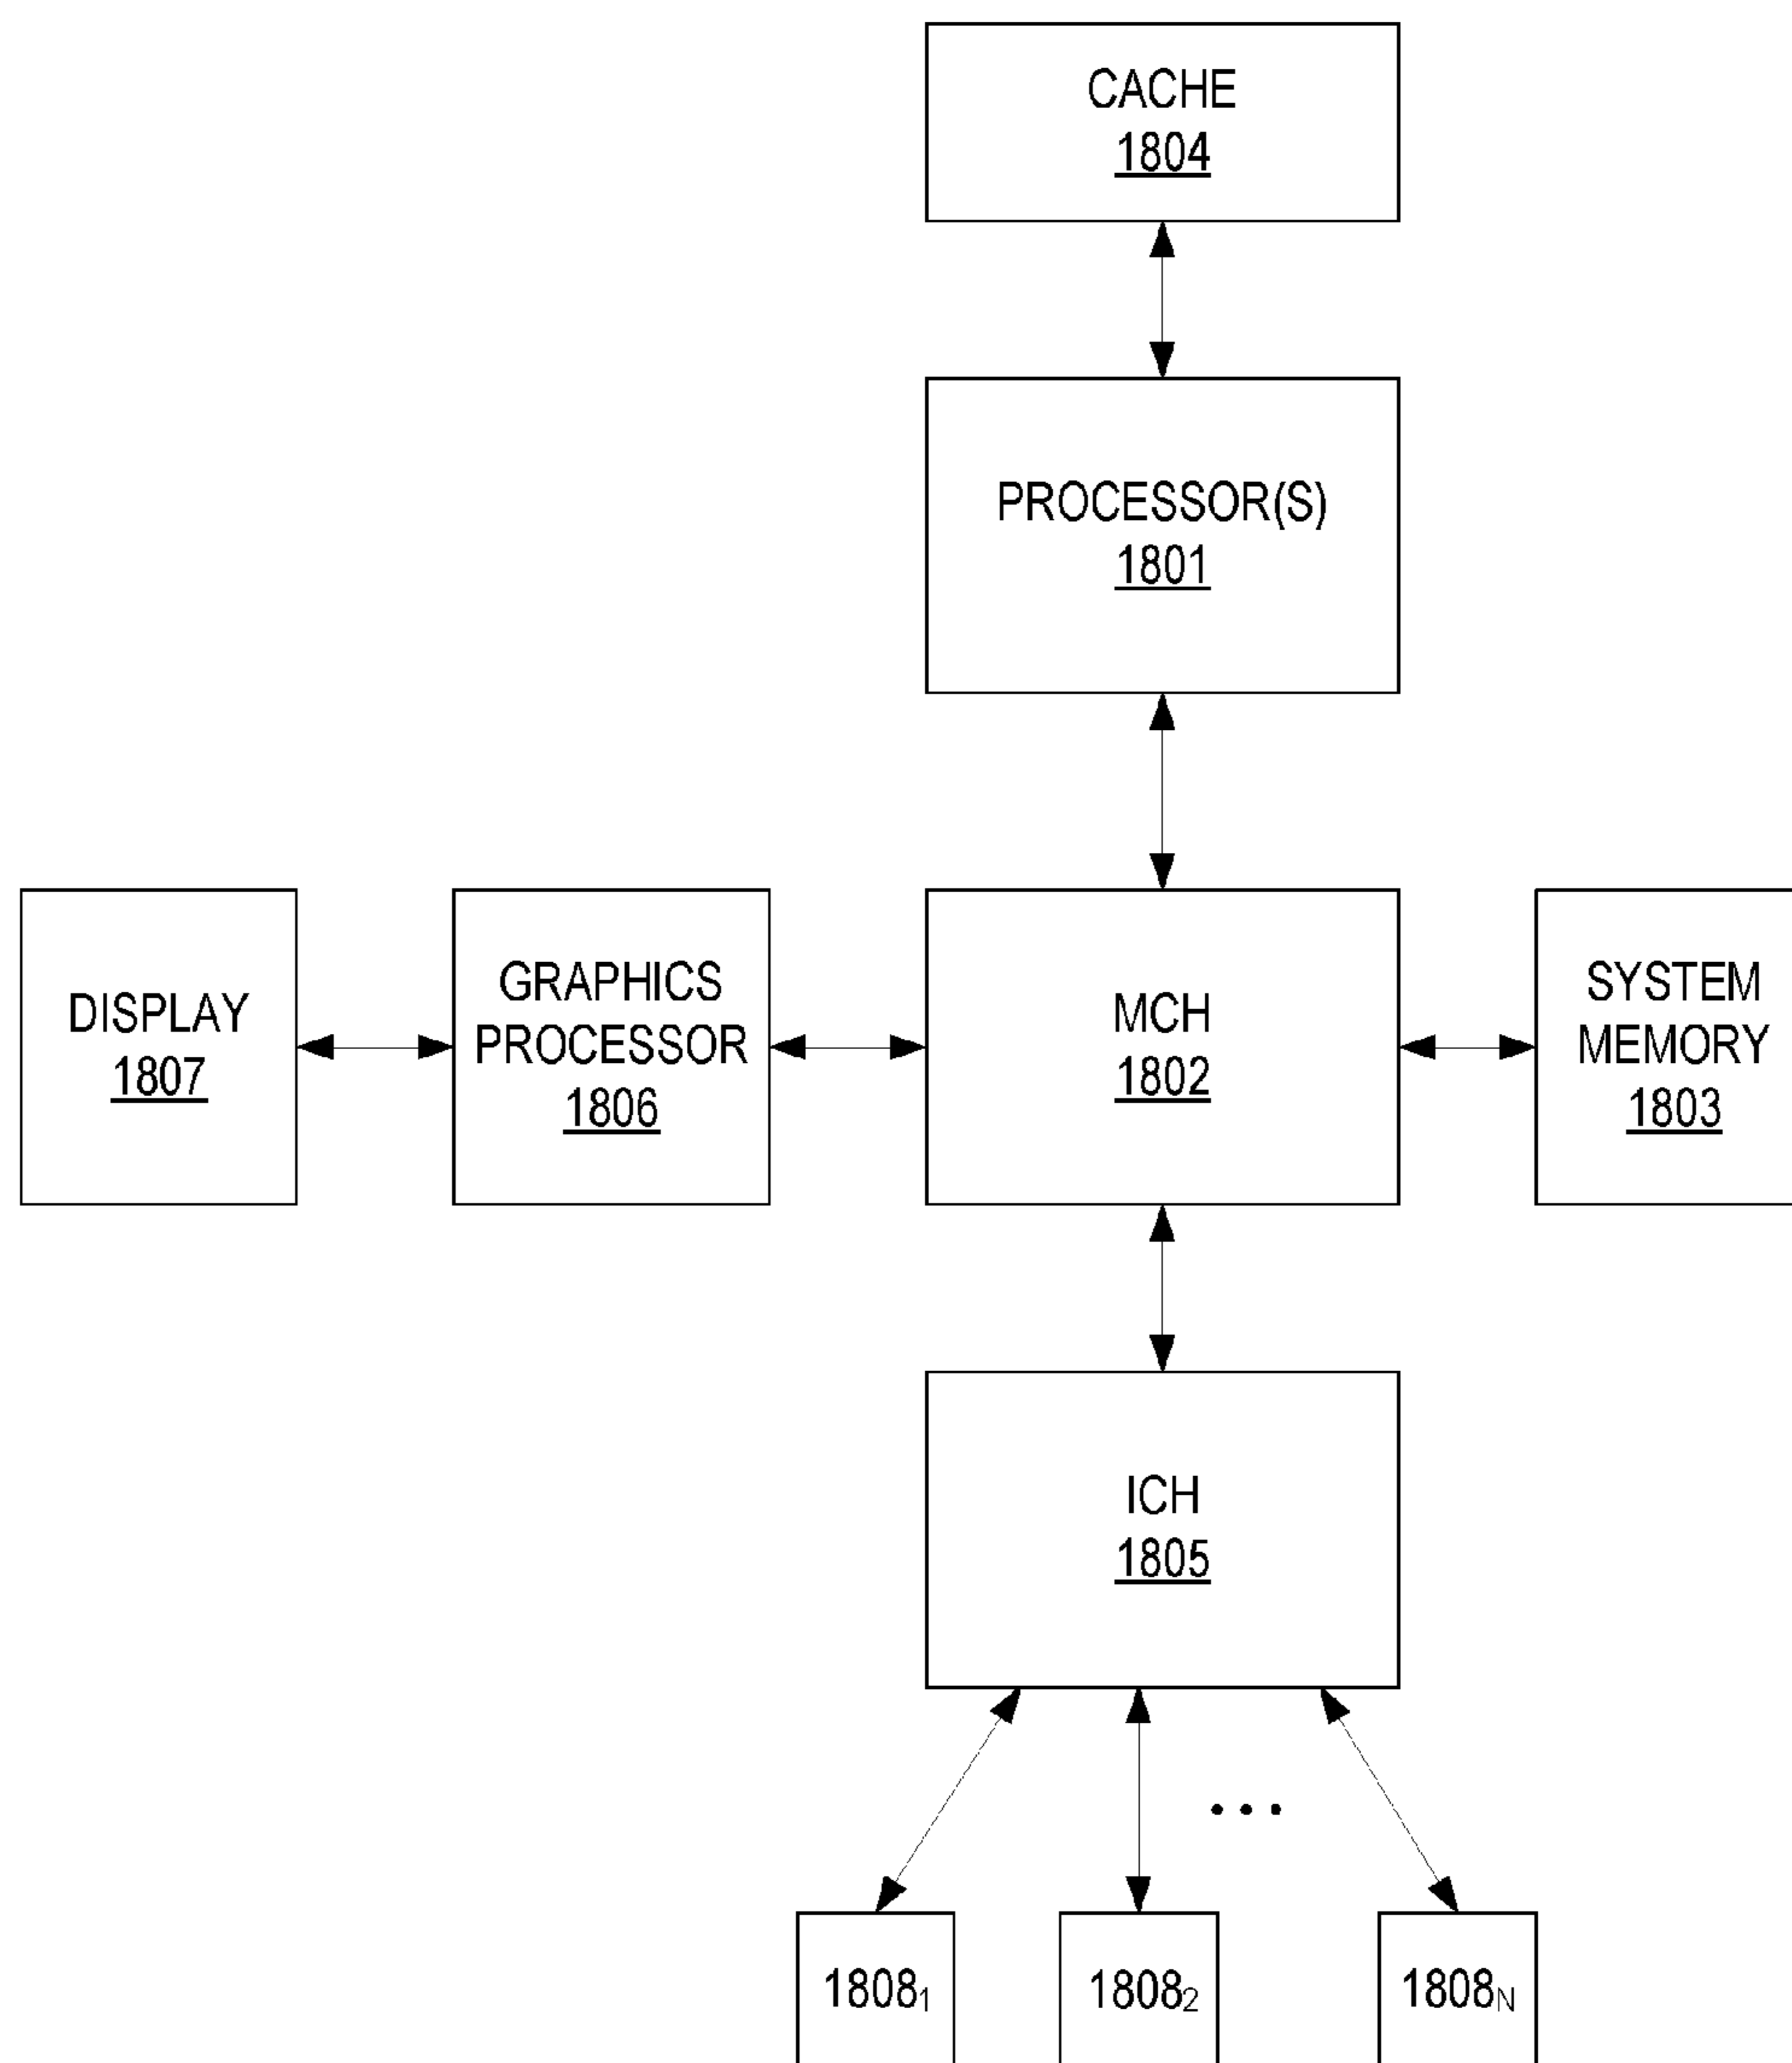 CACHE
1804
PROCESSOR(S)
1801
DISPLAY
1807
GRAPHICS
PROCESSOR
1806
MCH
1802
SYSTEM
MEMORY
1803
ICH
1805
• • •
1808₁
1808₂
1808N